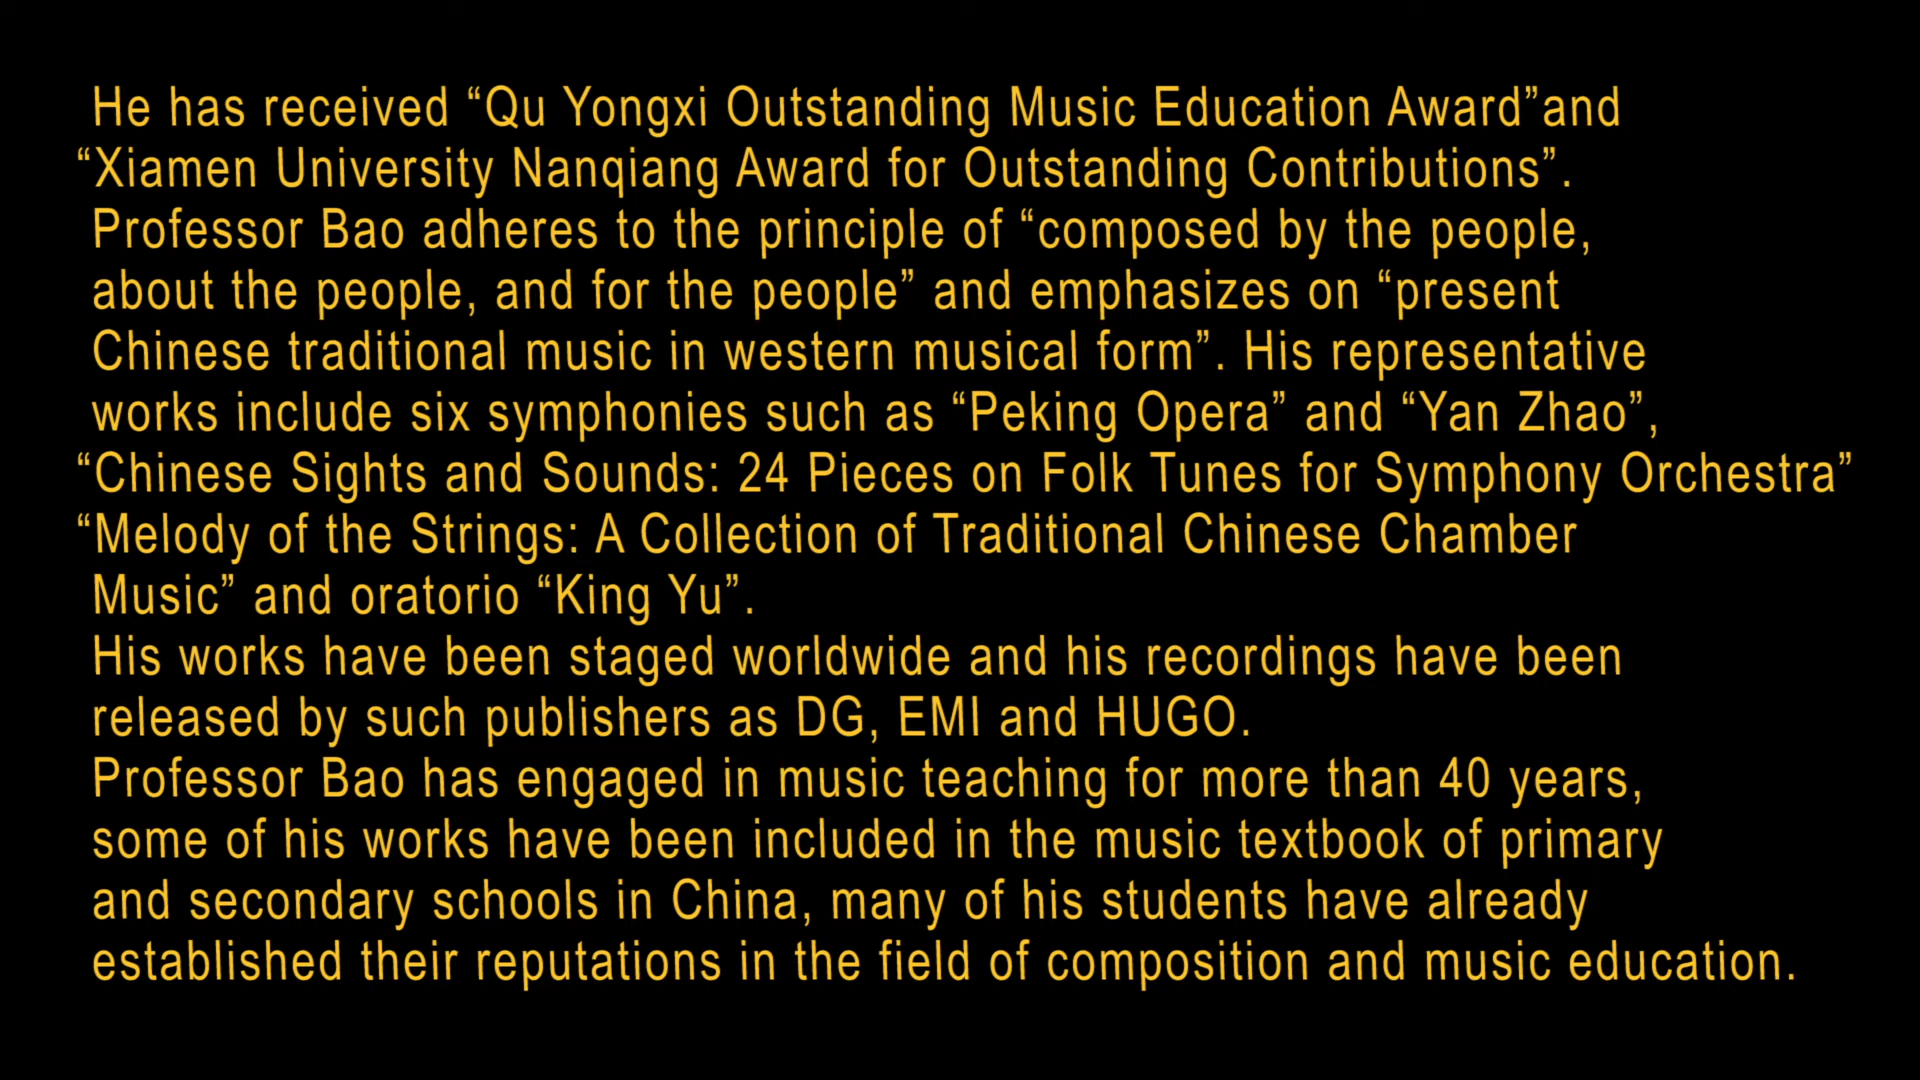 He has received “Qu Yongxi Outstanding Music Education Award”and
“Xiamen University Nanqiang Award for Outstanding Contributions”.
Professor Bao adheres to the principle of “composed by the people,
about the people, and for the people” and emphasizes on “present
Chinese traditional music in western musical form”. His representative
works include six symphonies such as “Peking Opera” and “Yan Zhao”,
“Chinese Sights and Sounds: 24 Pieces on Folk Tunes for Symphony Orchestra”
“Melody of the Strings: A Collection of Traditional Chinese Chamber
Music” and oratorio “King Yu”.
His works have been staged worldwide and his recordings have been
released by such publishers as DG, EMI and HUGO.
Professor Bao has engaged in music teaching for more than 40 years,
some of his works have been included in the music textbook of primary
and secondary schools in China, many of his students have already
established their reputations in the field of composition and music education.